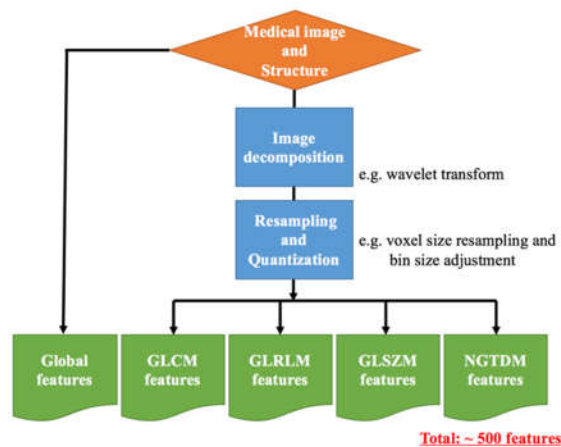 Medical image
and
Structure
Image
decomposition
e.g. wavelet transform
Resampling
and
Quantization
e.g. voxel size resampling and
bin size adjustment
Global
features
GLCM
features
GLRLM
features
GLSZM
features
NGTDM
features
Total: ~ 500 features